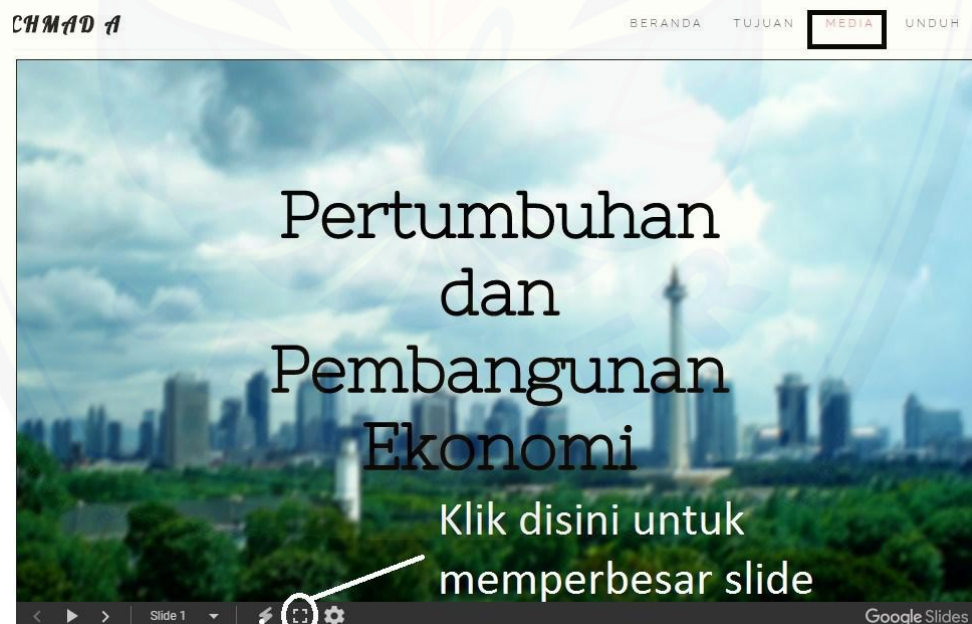 CHMAD A
BERANDA TUJUAN MEDIA UNDUH
Pertumbuhan
dan
Pembangunan
Ekonomi
Klik disini untuk
memperbesar slide
Slide 1
Google Slides